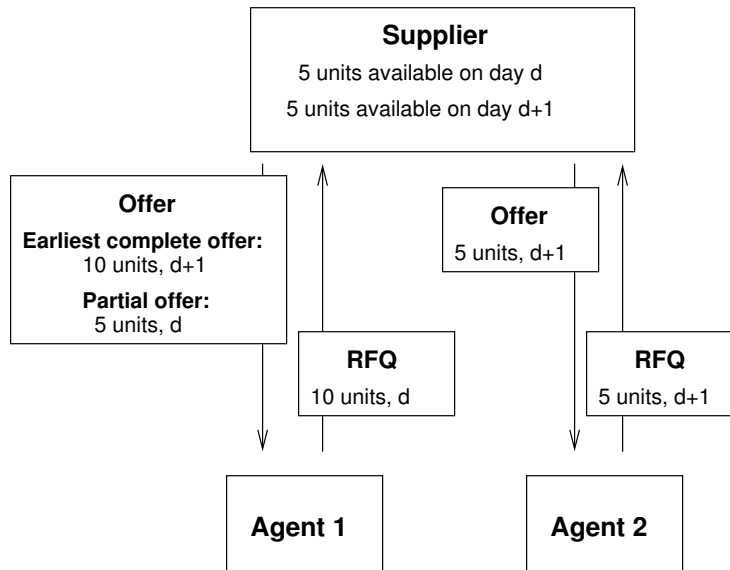 Supplier
5 units available on day d
5 units available on day d+1
Offer
Earliest complete offer:
10 units, d+1
Partial offer:
5 units, d
Offer
5 units, d+1
RFQ
10 units, d
RFQ
5 units, d+1
Agent 1
Agent 2